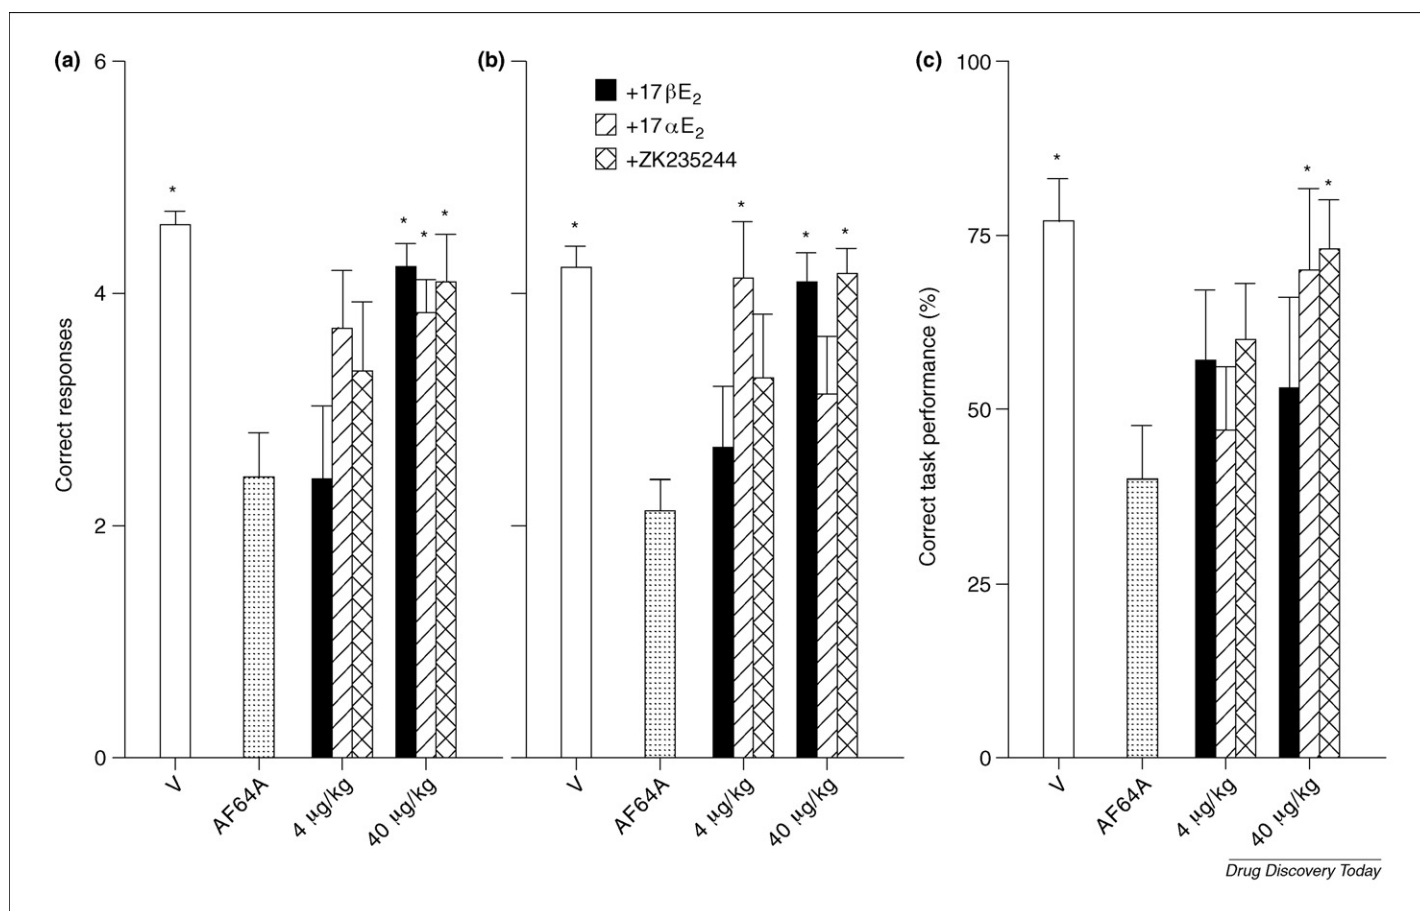 (a)
6
4
2
0
Correct responses
*
*
*
*
V
AF64A
4 μg/kg
40 μg/kg
(b)
+17βE2
+17αE2
+ZK235244
*
*
*
*
V
AF64A
4 μg/kg
40 μg/kg
(c)
100
75
50
25
0
Correct task performance (%)
*
*
*
V
AF64A
4 μg/kg
40 μg/kg
Drug Discovery Today